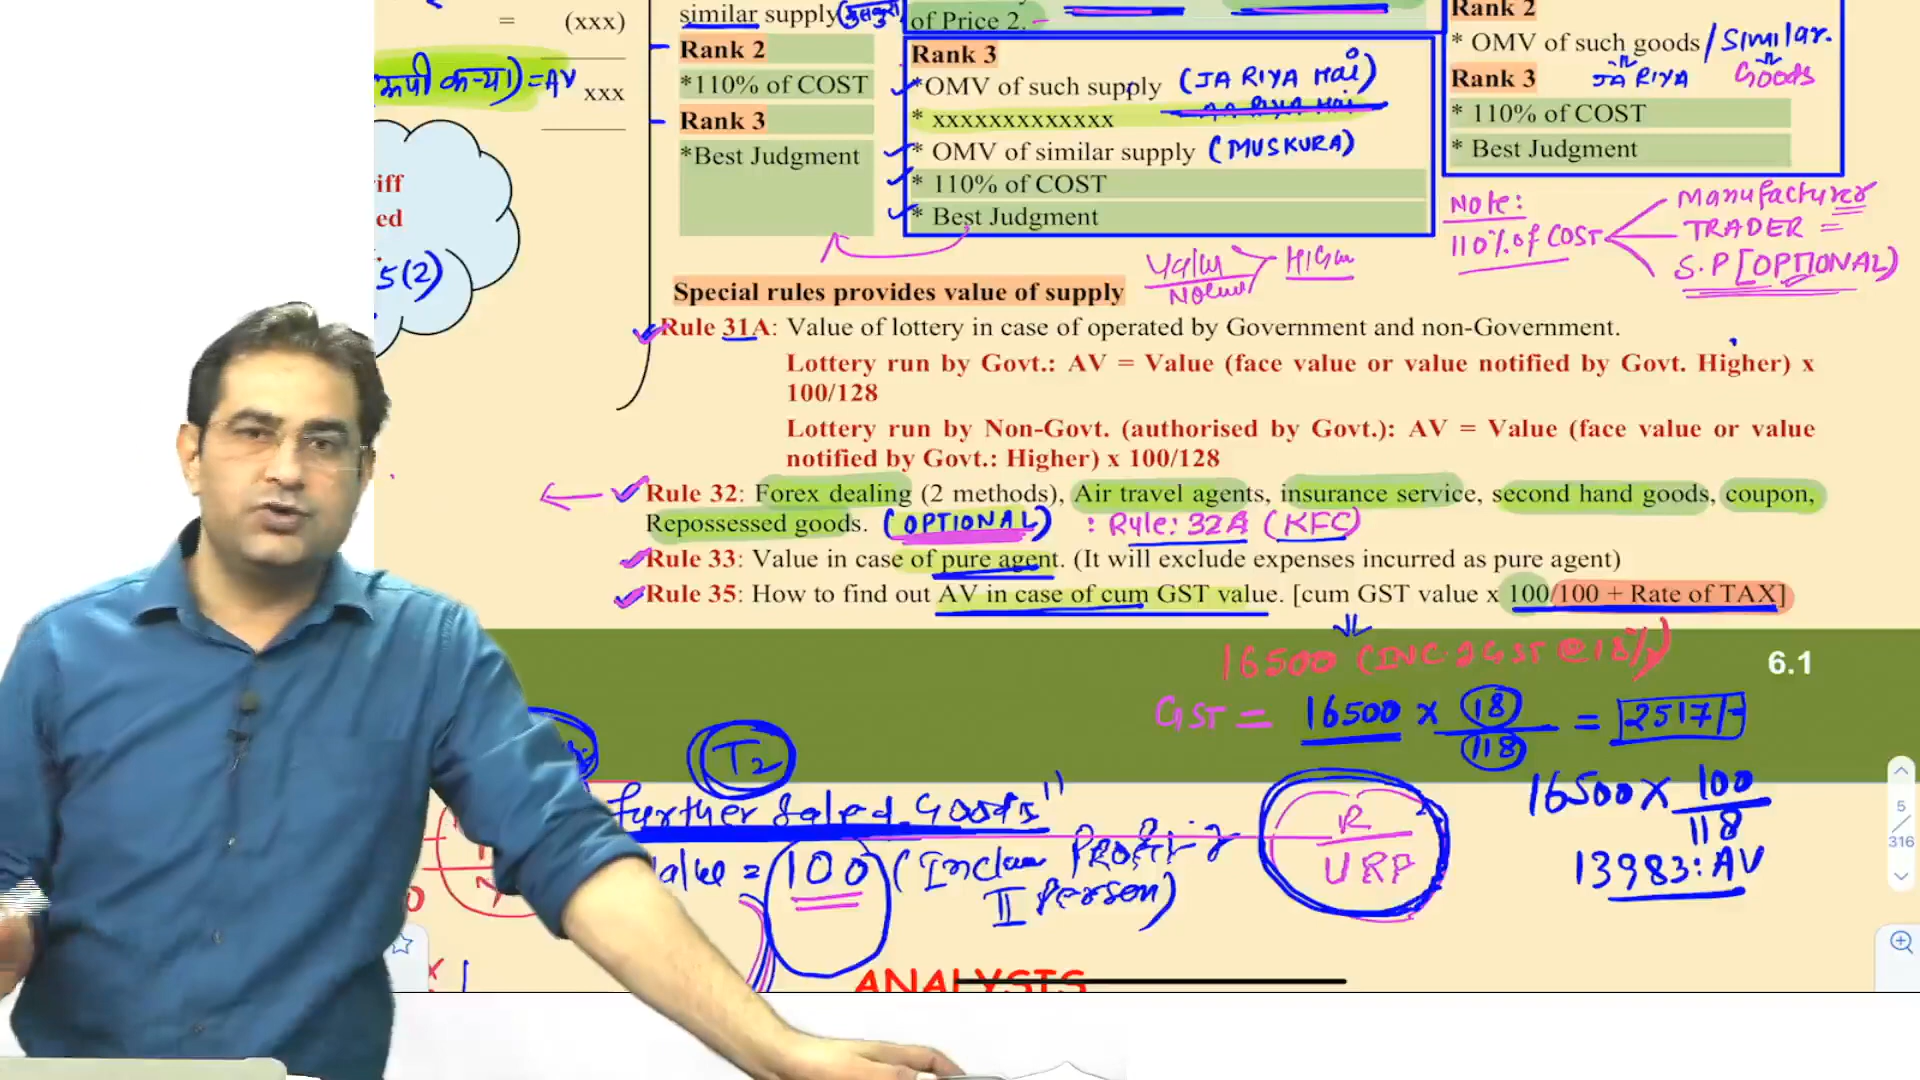 = (xxx)
कन्या) = AV xxx
iff
ed
5(2)
similar supply
Rank 2
*110% of COST
Rank 3
*Best Judgment
of Price 2.
Rank 3
*OMV of such supply (JA RIYA Hai)
* xxxxxxxxxxxxx
* OMV of similar supply (MUSKURA)
* 110% of COST
* Best Judgment
Rank 2
* OMV of such goods / Similar.
Rank 3 JA RIYA Goods
* 110% of COST
* Best Judgment
Note:
110% of COST
Manufacturer
TRADER =
S.P [OPTIONAL)
Special rules provides value of supply
Rule 31A: Value of lottery in case of operated by Government and non-Government.
Lottery run by Govt.: AV = Value (face value or value notified by Govt. Higher) x
100/128
Lottery run by Non-Govt. (authorised by Govt.): AV = Value (face value or value
notified by Govt.: Higher) x 100/128
Rule 32: Forex dealing (2 methods), Air travel agents, insurance service, second hand goods, coupon,
Repossessed goods. (OPTIONAL) : Rule: 32A (KFC)
Rule 33: Value in case of pure agent. (It will exclude expenses incurred as pure agent)
Rule 35: How to find out AV in case of cum GST value. [cum GST value x 100/100 + Rate of TAX]
16500 (INC. GST @ 18%)
6.1
GST = 16500 x 18/118 = 2517/-
T2
16500 x 100/118
13983: AV
further Saled Goods"
alue = 100 (Inclu
II Person)
R
URP
5
/
316
ANALYSTS